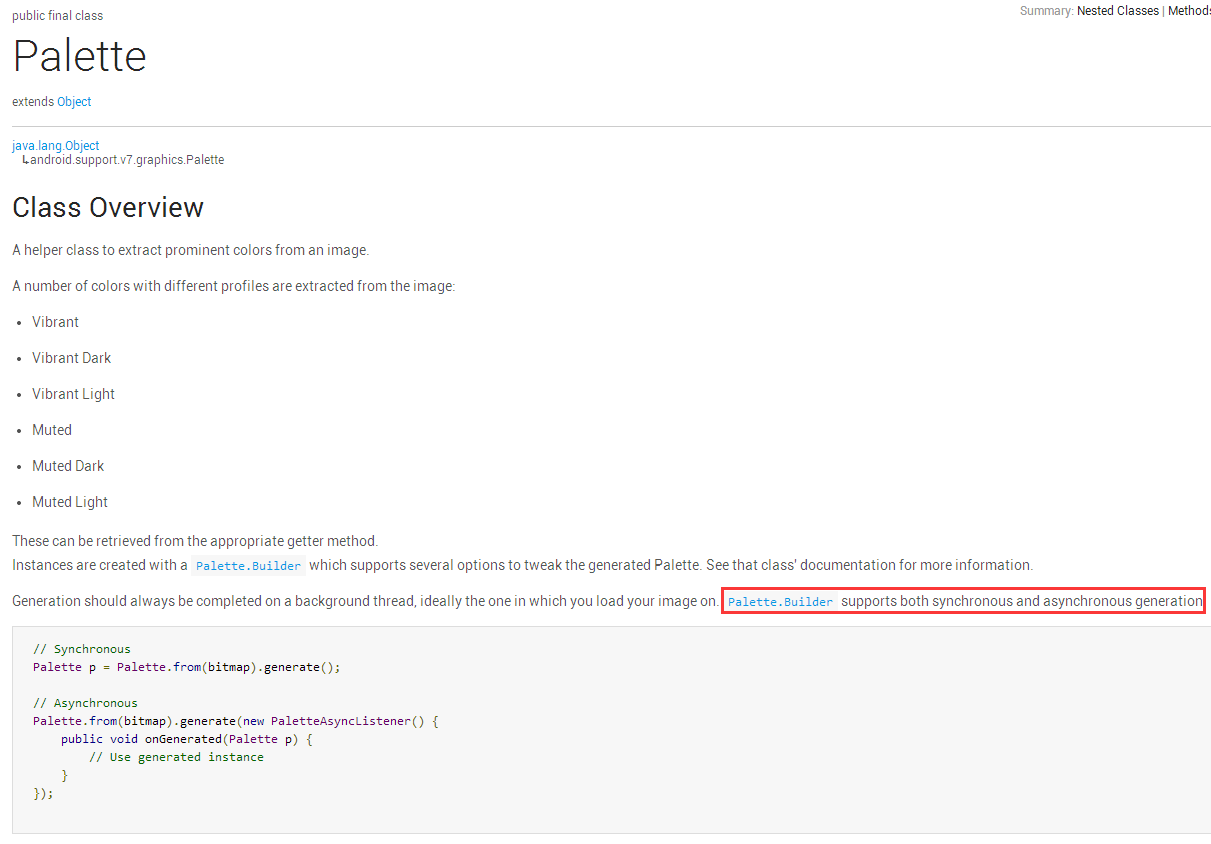 public final class
Summary: Nested Classes | Methods
Palette
extends Object
java.lang.Object
↳android.support.v7.graphics.Palette
Class Overview
A helper class to extract prominent colors from an image.
A number of colors with different profiles are extracted from the image:
• Vibrant
• Vibrant Dark
• Vibrant Light
• Muted
• Muted Dark
• Muted Light
These can be retrieved from the appropriate getter method.
Instances are created with a Palette.Builder which supports several options to tweak the generated Palette. See that class' documentation for more information.
Generation should always be completed on a background thread, ideally the one in which you load your image on. Palette.Builder supports both synchronous and asynchronous generation
// Synchronous
Palette p = Palette.from(bitmap).generate();
// Asynchronous
Palette.from(bitmap).generate(new PaletteAsyncListener() {
    public void onGenerated(Palette p) {
        // Use generated instance
    }
});